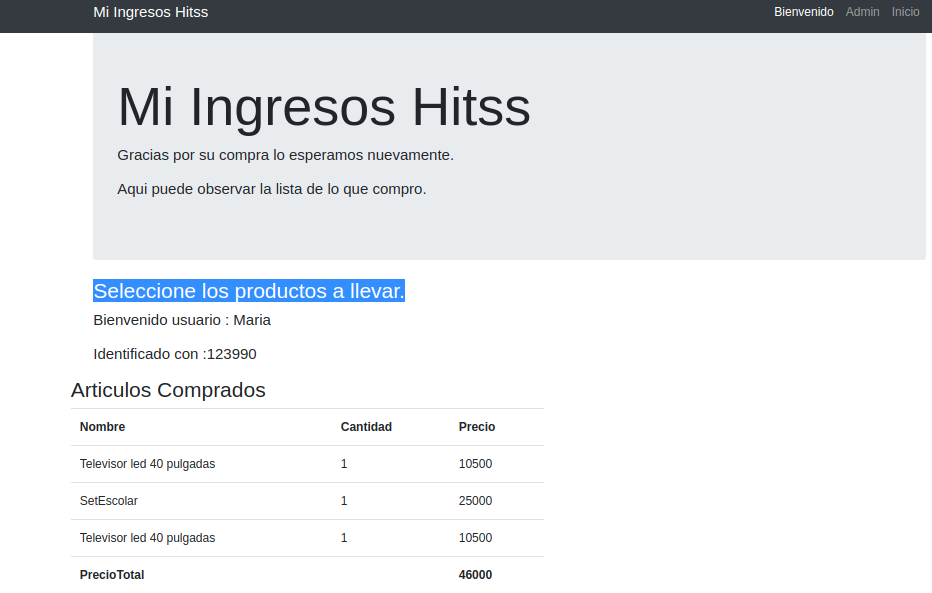 Mi Ingresos Hitss Bienvenido Admin Inicio
Mi Ingresos Hitss
Gracias por su compra lo esperamos nuevamente.
Aqui puede observar la lista de lo que compro.
Seleccione los productos a llevar.
Bienvenido usuario : Maria
Identificado con :123990
Articulos Comprados
Nombre Cantidad Precio
Televisor led 40 pulgadas 1 10500
SetEscolar 1 25000
Televisor led 40 pulgadas 1 10500
PrecioTotal 46000